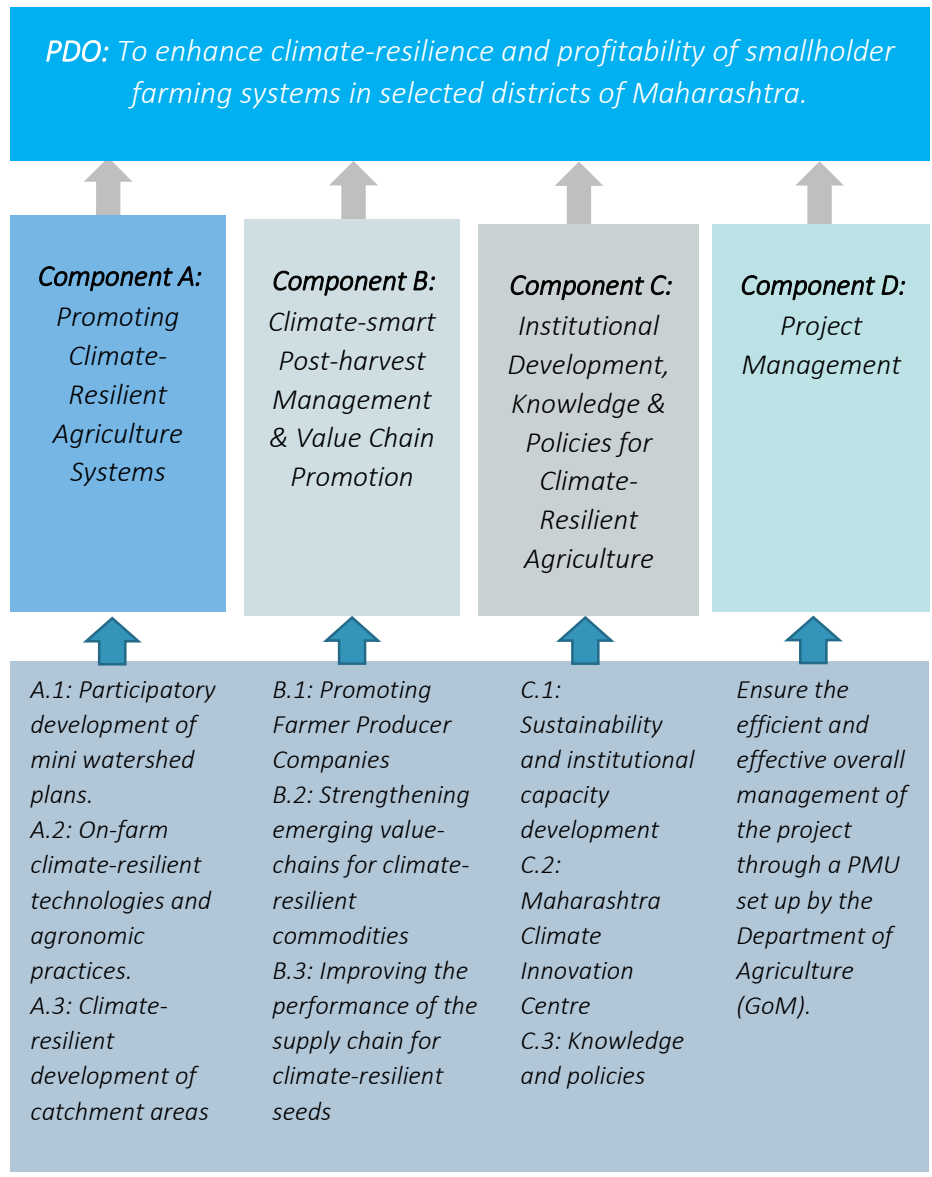 PDO: To enhance climate-resilience and profitability of smallholder
farming systems in selected districts of Maharashtra.
Component A:
Promoting
Climate-
Resilient
Agriculture
Systems
Component B:
Climate-smart
Post-harvest
Management
& Value Chain
Promotion
Component C:
Institutional
Development,
Knowledge &
Policies for
Climate-
Resilient
Agriculture
Component D:
Project
Management
A.1: Participatory
development of
mini watershed
plans.
A.2: On-farm
climate-resilient
technologies and
agronomic
practices.
A.3: Climate-
resilient
development of
catchment areas
B.1: Promoting
Farmer Producer
Companies
B.2: Strengthening
emerging value-
chains for climate-
resilient
commodities
B.3: Improving the
performance of the
supply chain for
climate-resilient
seeds
C.1:
Sustainability
and institutional
capacity
development
C.2:
Maharashtra
Climate
Innovation
Centre
C.3: Knowledge
and policies
Ensure the
efficient and
effective overall
management of
the project
through a PMU
set up by the
Department of
Agriculture
(GoM).